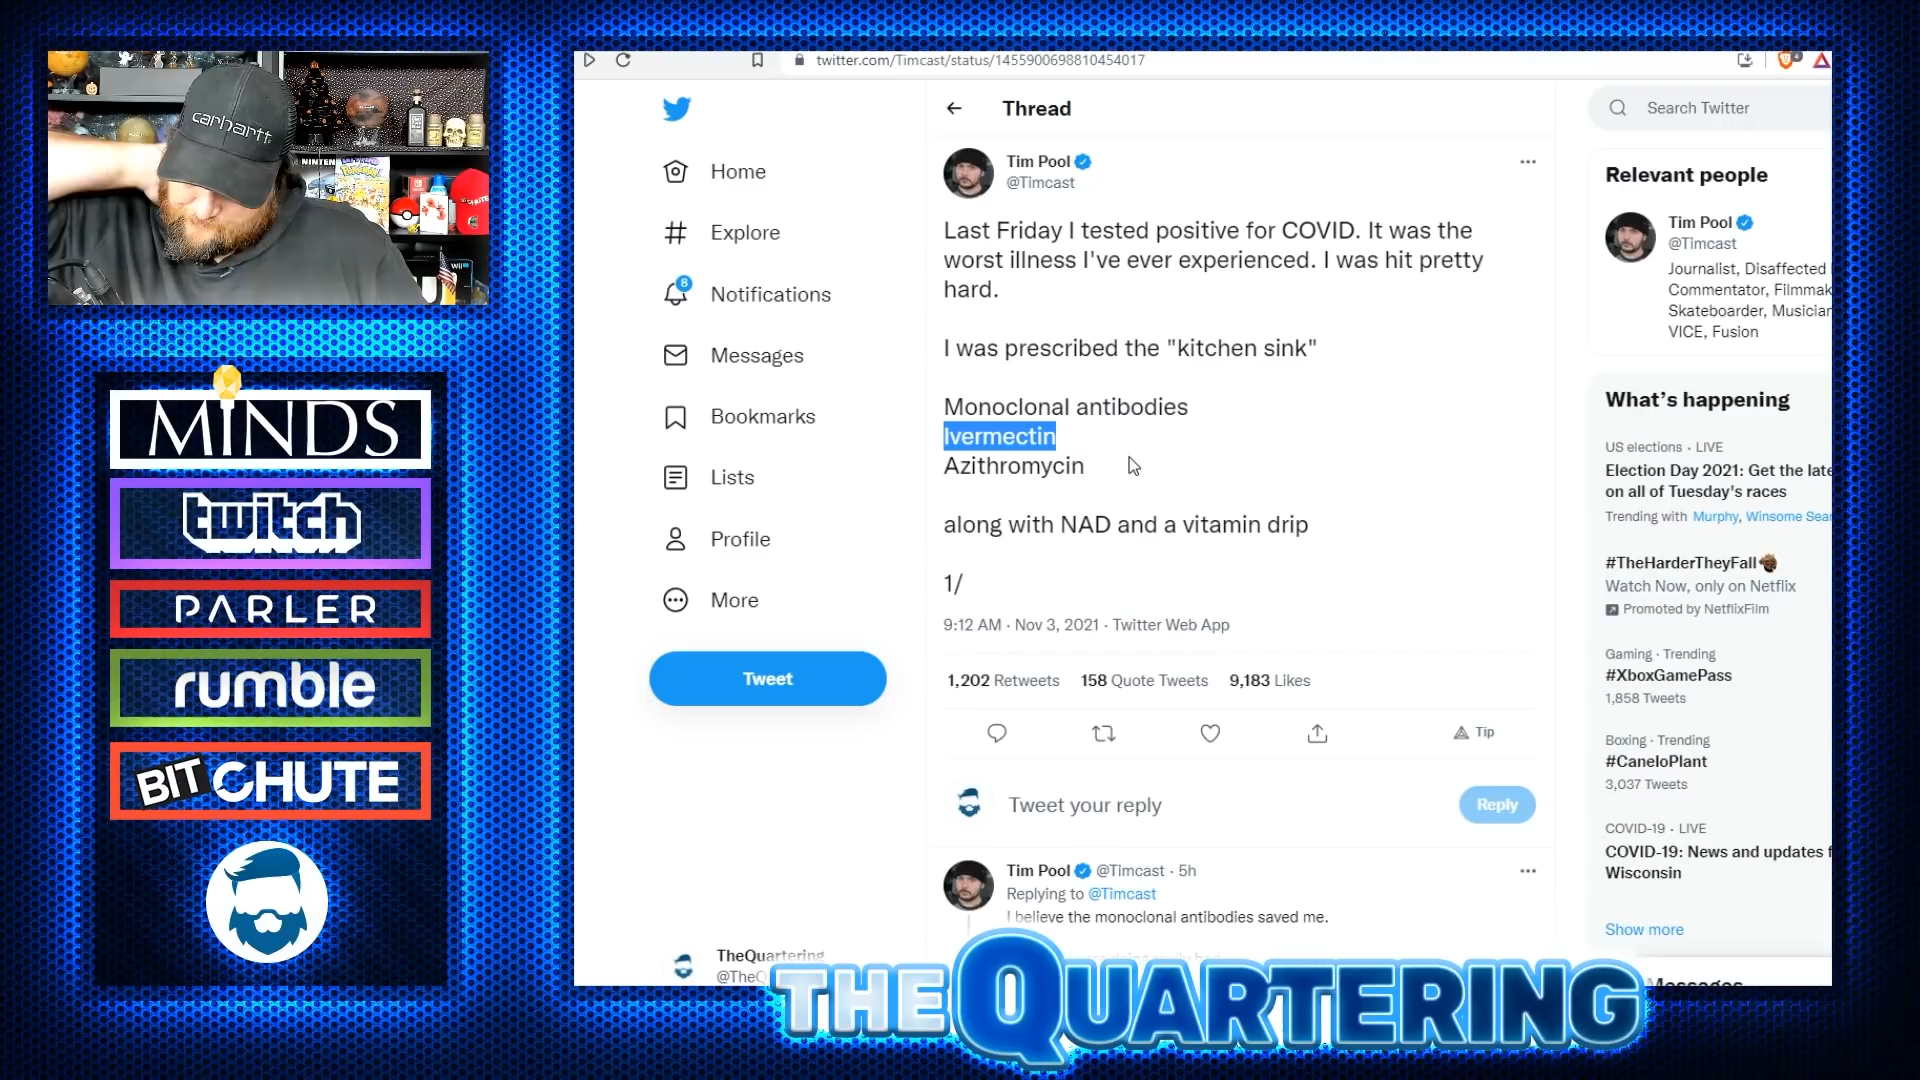 carhartt
NINTEN
Wii
MINDS
twitch
PARLER
rumble
BITCHUTE
twitter.com/Timcast/status/1455900698810454017
Home
Explore
8
Notifications
Messages
Bookmarks
Lists
Profile
More
Tweet
TheQuartering
@TheQ
Thread
Tim Pool
@Timcast
Last Friday I tested positive for COVID. It was the
worst illness I've ever experienced. I was hit pretty
hard.
I was prescribed the "kitchen sink"
Monoclonal antibodies
Ivermectin
Azithromycin
along with NAD and a vitamin drip
1/
9:12 AM · Nov 3, 2021 · Twitter Web App
1,202 Retweets 158 Quote Tweets 9,183 Likes
Tip
Tweet your reply
Reply
Tim Pool @Timcast · 5h
Replying to @Timcast
I believe the monoclonal antibodies saved me.
Search Twitter
Relevant people
Tim Pool
@Timcast
Journalist, Disaffected
Commentator, Filmmak
Skateboarder, Musician
VICE, Fusion
What's happening
US elections · LIVE
Election Day 2021: Get the late
on all of Tuesday's races
Trending with Murphy, Winsome Sear
#TheHarderTheyFall
Watch Now, only on Netflix
Promoted by NetflixFilm
Gaming · Trending
#XboxGamePass
1,858 Tweets
Boxing · Trending
#CaneloPlant
3,037 Tweets
COVID-19 · LIVE
COVID-19: News and updates f
Wisconsin
Show more
Messages
THE QUARTERING